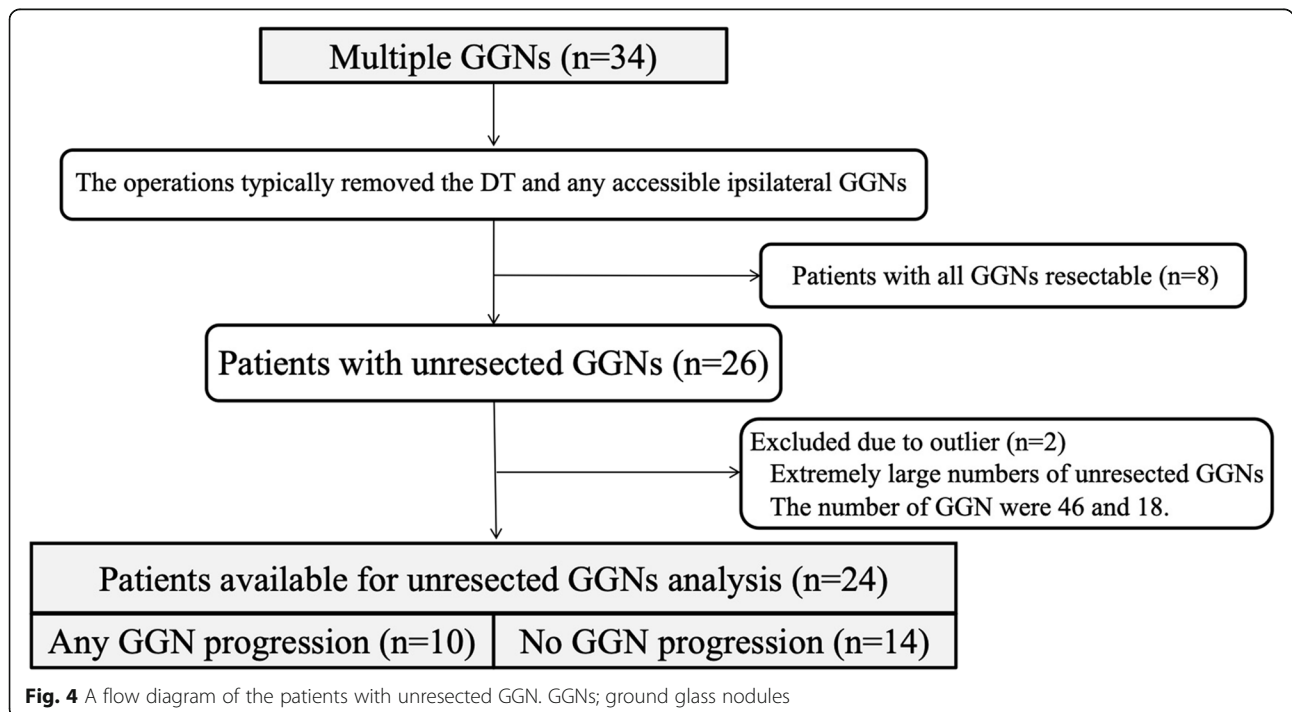 Multiple GGNs (n=34)
The operations typically removed the DT and any accessible ipsilateral GGNs
Patients with all GGNs resectable (n=8)
Patients with unresected GGNs (n=26)
Excluded due to outlier (n=2)
Extremely large numbers of unresected GGNs
The number of GGN were 46 and 18.
Patients available for unresected GGNs analysis (n=24)
Any GGN progression (n=10)
No GGN progression (n=14)
Fig. 4 A flow diagram of the patients with unresected GGN. GGNs; ground glass nodules